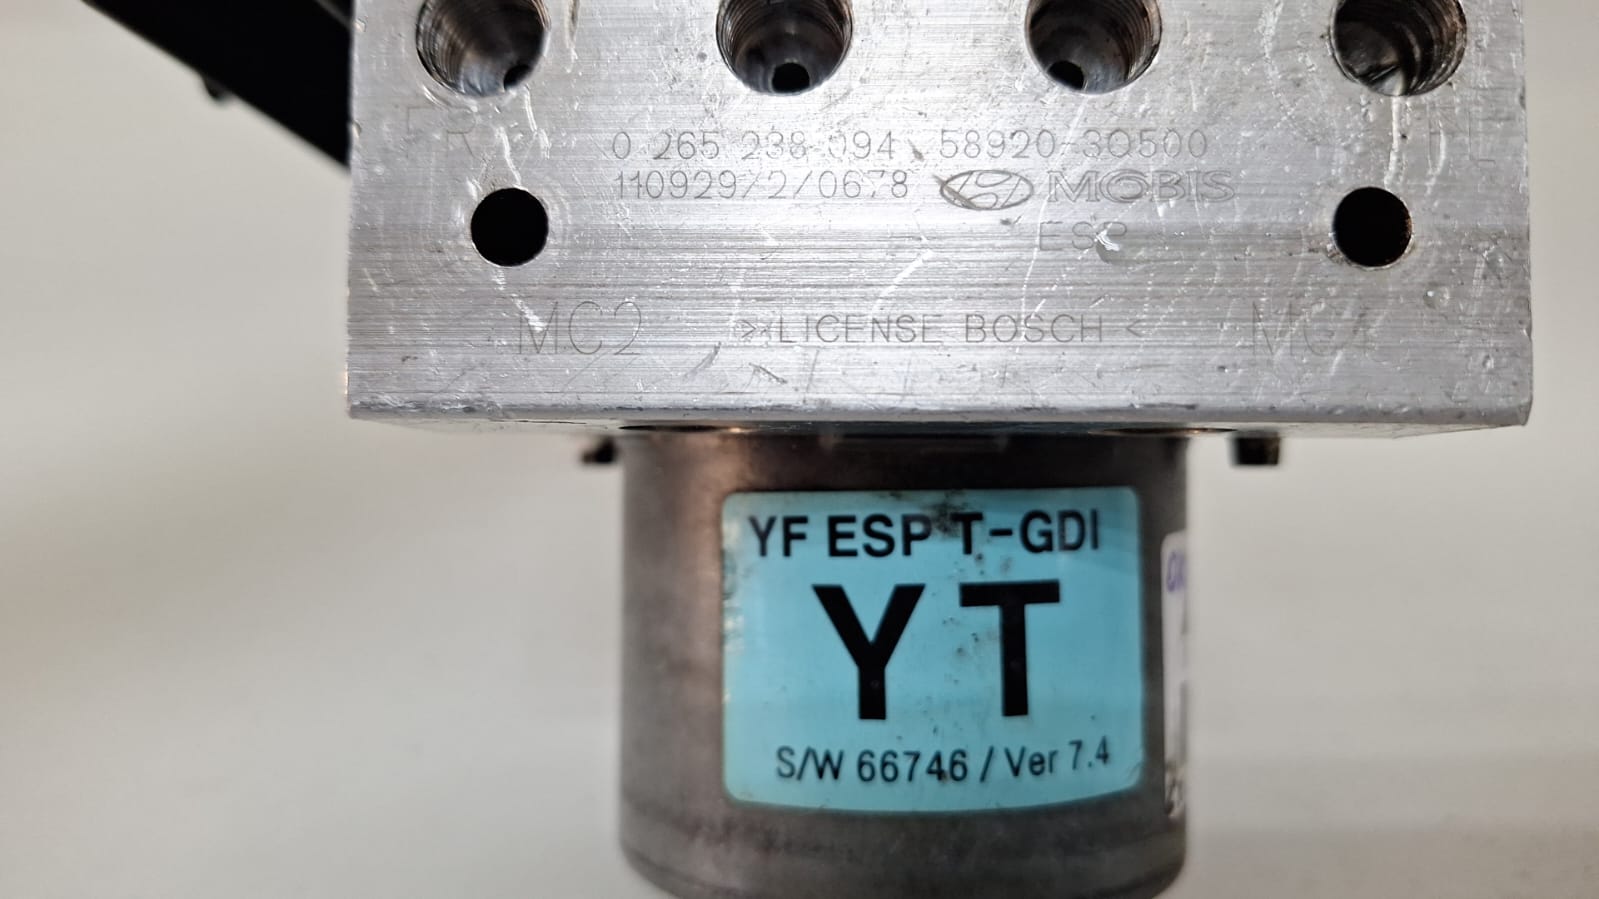 FR
0 265 238 094 58920-3Q500
110929/2/0678 MOBIS
ESP
MC2 > LICENSE BOSCH < MC1
YF ESP T-GDI
YT
S/W 66746 / Ver 7.4